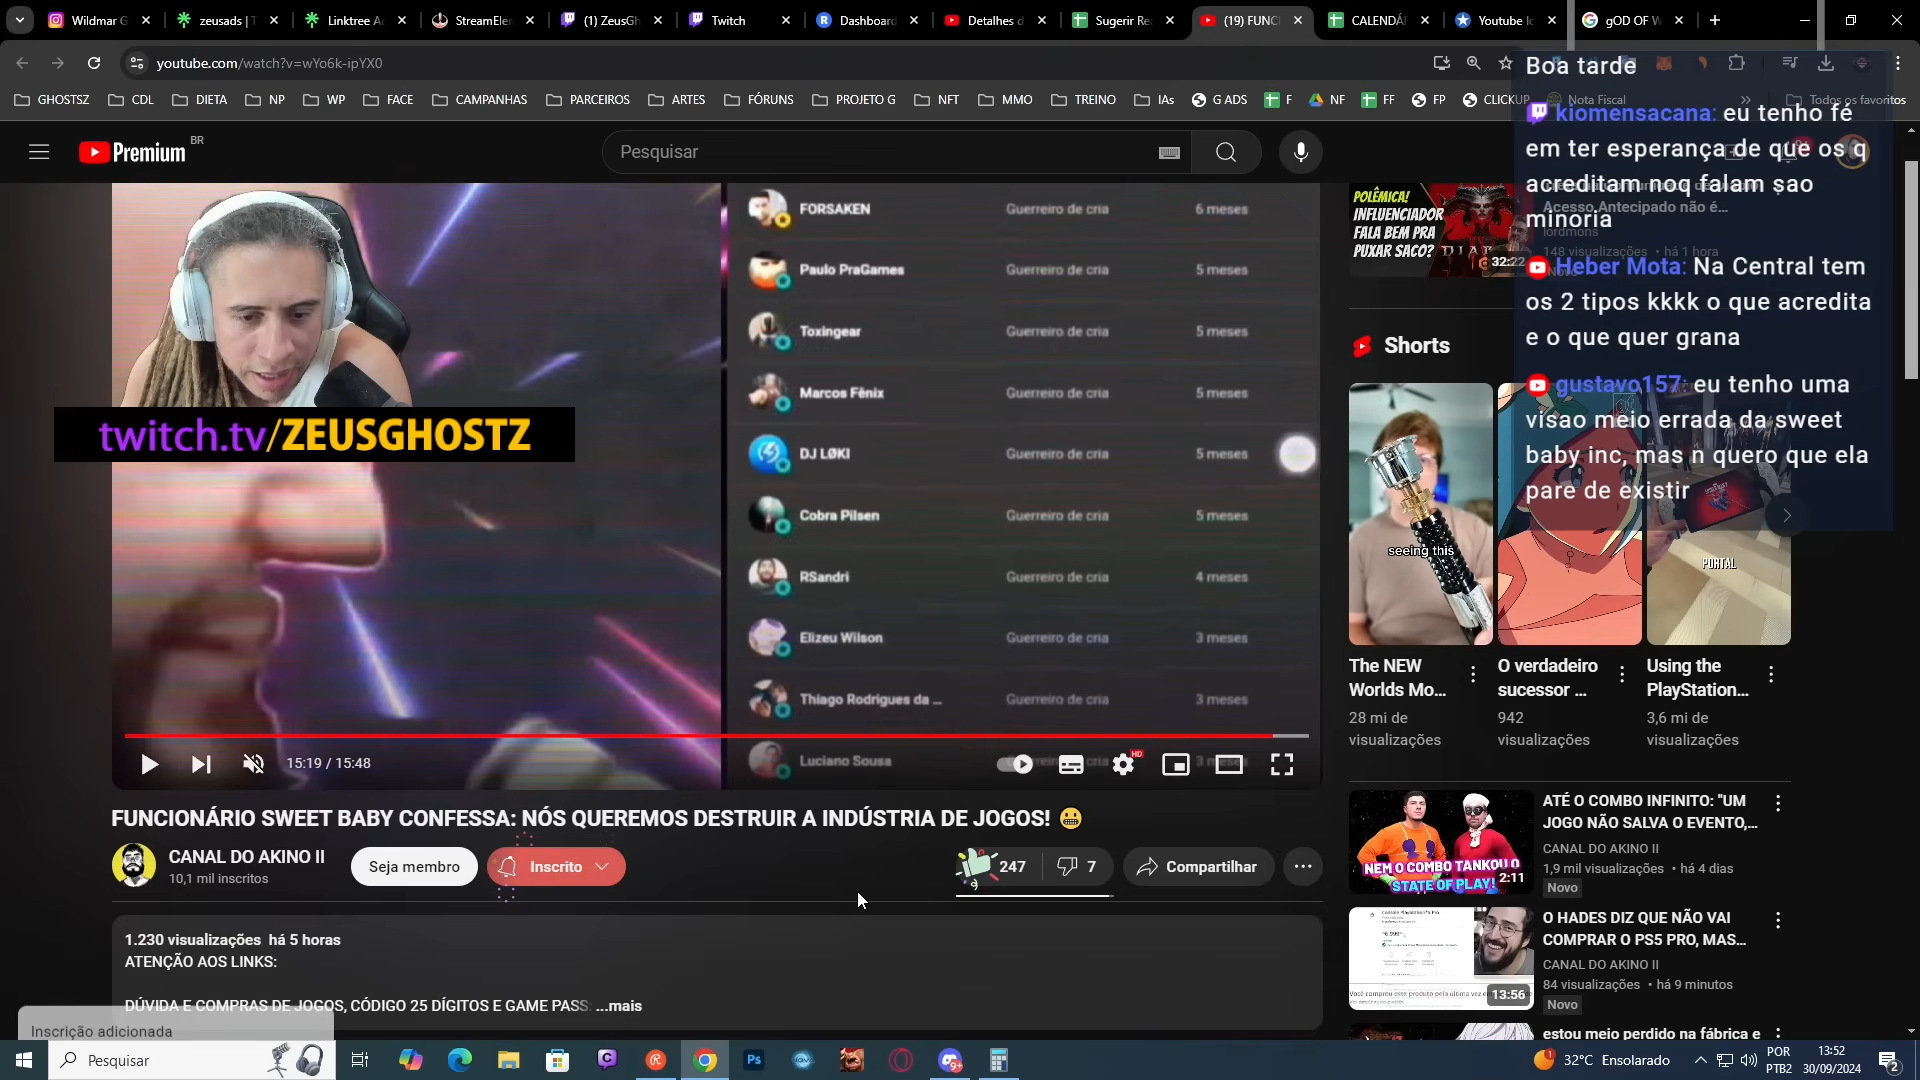 Wildmar G
zeusads | T
Linktree Ac
StreamEler
(1) ZeusGh
Twitch
Dashboard
Detalhes d
Sugerir Re
(19) FUNC
CALENDÁR
Youtube Ic
gOD OF W
youtube.com/watch?v=wYo6k-ipYX0
GHOSTSZ
CDL
DIETA
NP
WP
FACE
CAMPANHAS
PARCEIROS
ARTES
FÓRUNS
PROJETO G
NFT
MMO
TREINO
IAs
G ADS
F
NF
FF
FP
CLICKUP
Nota Fiscal
Todos os favoritos
Premium BR
Pesquisar
Boa tarde
kiomensacana: eu tenho fé
em ter esperança de que os q
acreditam noq falam sao
minoria
Heber Mota: Na Central tem
os 2 tipos kkkk o que acredita
e o que quer grana
gustavo157: eu tenho uma
visao meio errada da sweet
baby inc, mas n quero que ela
pare de existir
twitch.tv/ZEUSGHOSTZ
FORSAKEN Guerreiro de cria 6 meses
Paulo PraGames Guerreiro de cria 5 meses
Toxingear Guerreiro de cria 5 meses
Marcos Fênix Guerreiro de cria 5 meses
DJ LØKI Guerreiro de cria 5 meses
Cobra Pilsen Guerreiro de cria 5 meses
RSandri Guerreiro de cria 4 meses
Elizeu Wilson Guerreiro de cria 3 meses
Thiago Rodrigues da ... Guerreiro de cria 3 meses
Luciano Sousa
15:19 / 15:48
HD
FUNCIONÁRIO SWEET BABY CONFESSA: NÓS QUEREMOS DESTRUIR A INDÚSTRIA DE JOGOS! 😬
CANAL DO AKINO II
10,1 mil inscritos
Seja membro
Inscrito
247
7
Compartilhar
1.230 visualizações há 5 horas
ATENÇÃO AOS LINKS:
DÚVIDA E COMPRAS DE JOGOS, CÓDIGO 25 DÍGITOS E GAME PASS: ...mais
Inscrição adicionada
POLÊMICA!
INFLUENCIADOR
FALA BEM PRA
PUXAR SACO?
32:22
Acesso Antecipado não é...
lordmons
148 visualizações • há 1 hora
Novo
Shorts
seeing this
PORTAL
The NEW
Worlds Mo...
28 mi de
visualizações
O verdadeiro
sucessor ...
942
visualizações
Using the
PlayStation...
3,6 mi de
visualizações
NEM O COMBO TANKOU O
STATE OF PLAY!
2:11
ATÉ O COMBO INFINITO: "UM
JOGO NÃO SALVA O EVENTO,...
CANAL DO AKINO II
1,9 mil visualizações • há 4 dias
Novo
13:56
O HADES DIZ QUE NÃO VAI
COMPRAR O PS5 PRO, MAS...
CANAL DO AKINO II
84 visualizações • há 9 minutos
Novo
estou meio perdido na fábrica e
Pesquisar
Ps
9+
32°C Ensolarado
POR
PTB2
13:52
30/09/2024
2